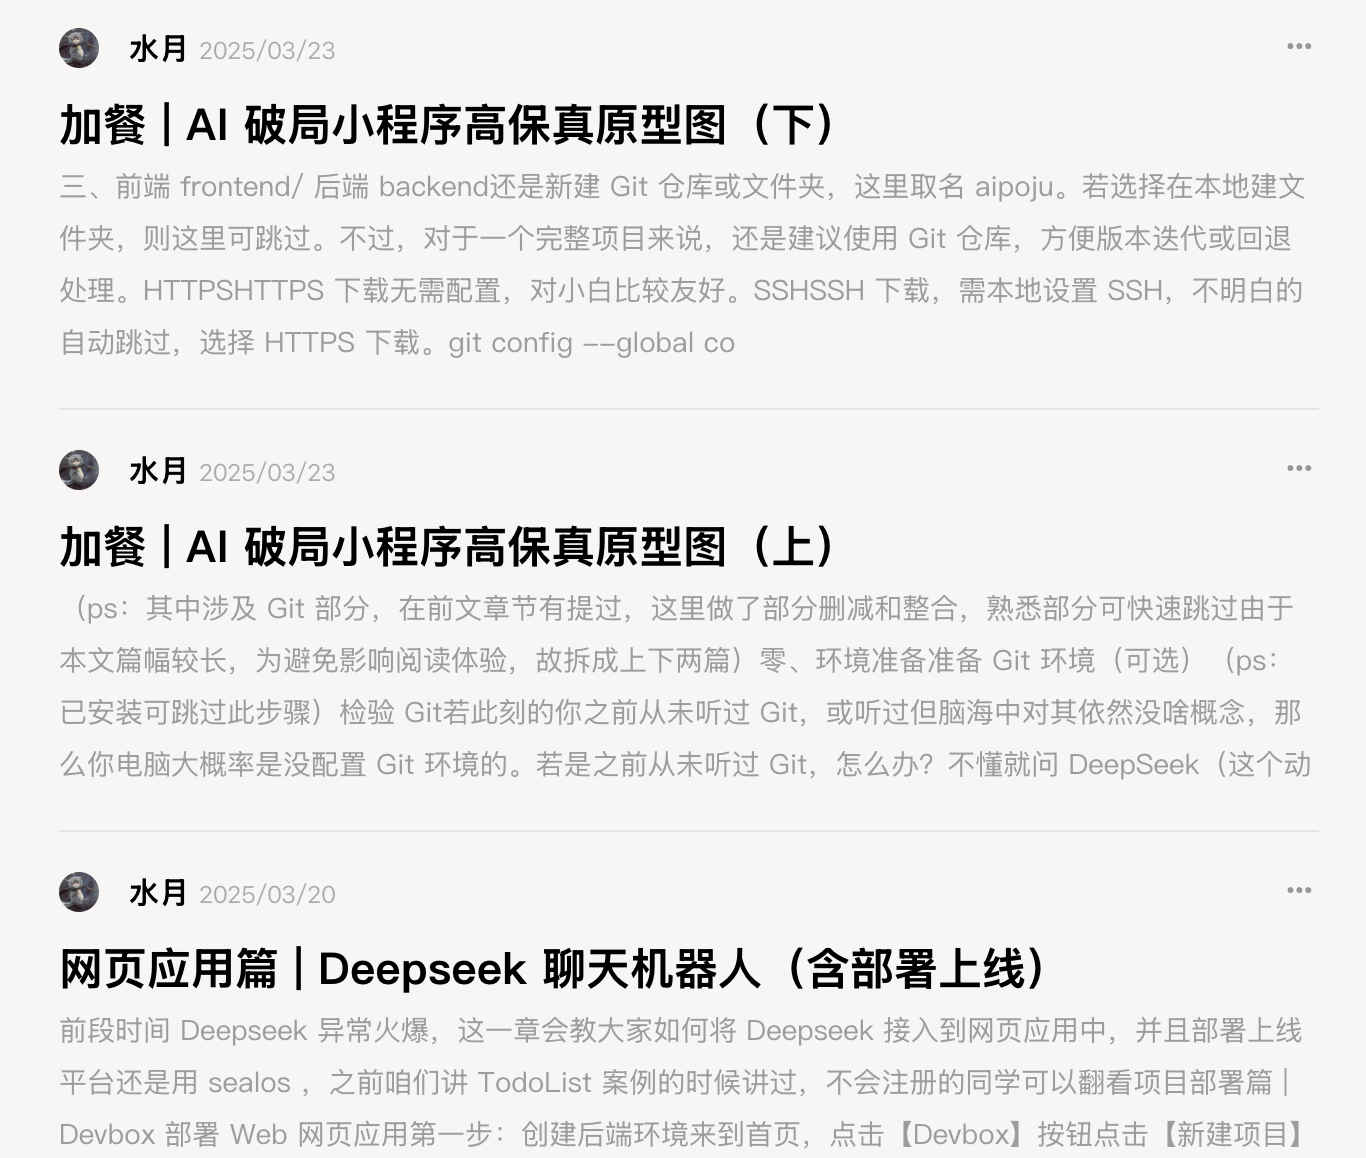 水月 2025/03/23
加餐 | AI 破局小程序高保真原型图（下）
三、前端 frontend/ 后端 backend还是新建 Git 仓库或文件夹，这里取名 aipoju。若选择在本地建文
件夹，则这里可跳过。不过，对于一个完整项目来说，还是建议使用 Git 仓库，方便版本迭代或回退
处理。HTTPSHTTPS 下载无需配置，对小白比较友好。SSHSSH 下载，需本地设置 SSH，不明白的
自动跳过，选择 HTTPS 下载。git config --global co
水月 2025/03/23
加餐 | AI 破局小程序高保真原型图（上）
（ps：其中涉及 Git 部分，在前文章节有提过，这里做了部分删减和整合，熟悉部分可快速跳过由于
本文篇幅较长，为避免影响阅读体验，故拆成上下两篇）零、环境准备准备 Git 环境（可选）（ps：
已安装可跳过此步骤）检验 Git若此刻的你之前从未听过 Git，或听过但脑海中对其依然没啥概念，那
么你电脑大概率是没配置 Git 环境的。若是之前从未听过 Git，怎么办？不懂就问 DeepSeek（这个动
水月 2025/03/20
网页应用篇 | Deepseek 聊天机器人（含部署上线）
前段时间 Deepseek 异常火爆，这一章会教大家如何将 Deepseek 接入到网页应用中，并且部署上线
平台还是用 sealos ，之前咱们讲 TodoList 案例的时候讲过，不会注册的同学可以翻看项目部署篇 |
Devbox 部署 Web 网页应用第一步：创建后端环境来到首页，点击【Devbox】按钮点击【新建项目】